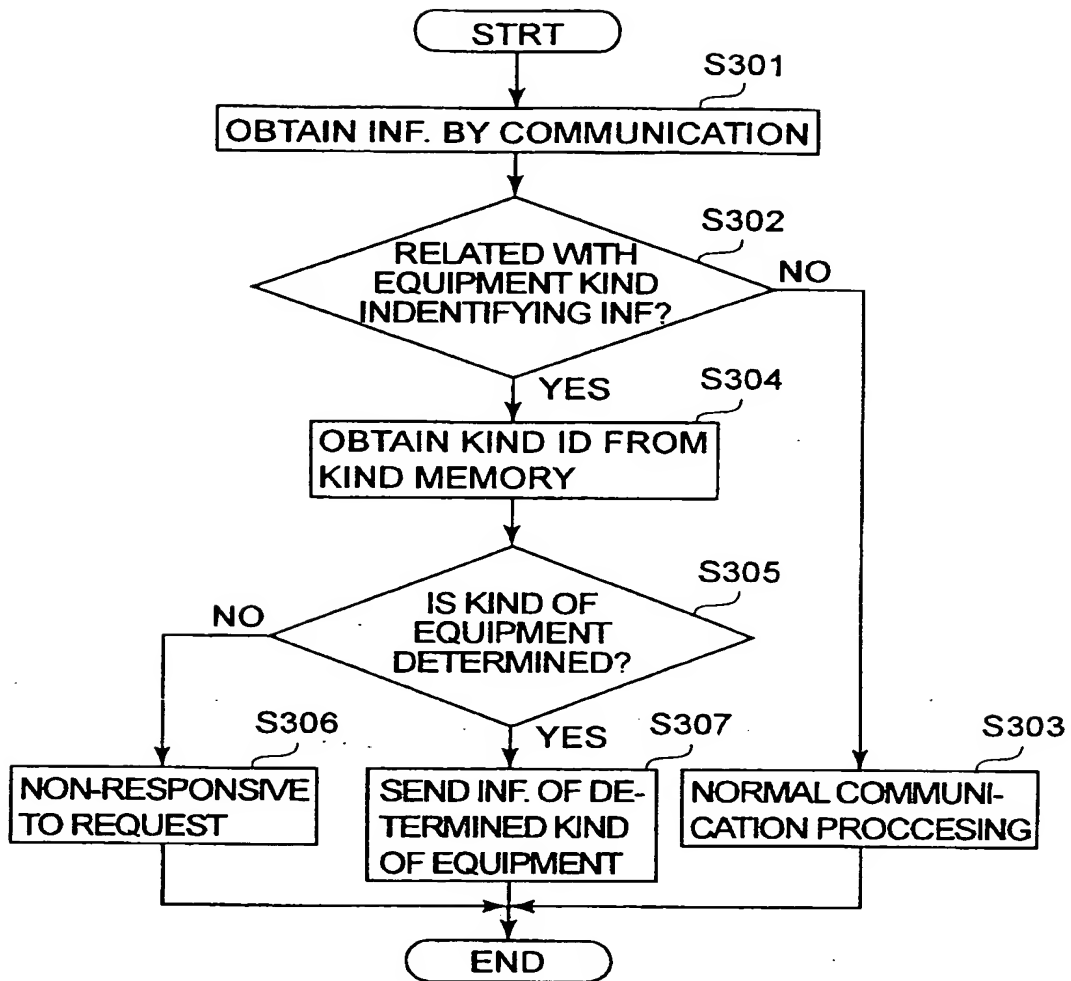 STRT
S301
OBTAIN INF. BY COMMUNICATION
S302
RELATED WITH
EQUIPMENT KIND
INDENTIFYING INF?
NO
YES
S304
OBTAIN KIND ID FROM
KIND MEMORY
S305
IS KIND OF
EQUIPMENT
DETERMINED?
NO
YES
S306
NON-RESPONSIVE
TO REQUEST
S307
SEND INF. OF DE-
TERMINED KIND
OF EQUIPMENT
S303
NORMAL COMMUNI-
CATION PROCCESING
END